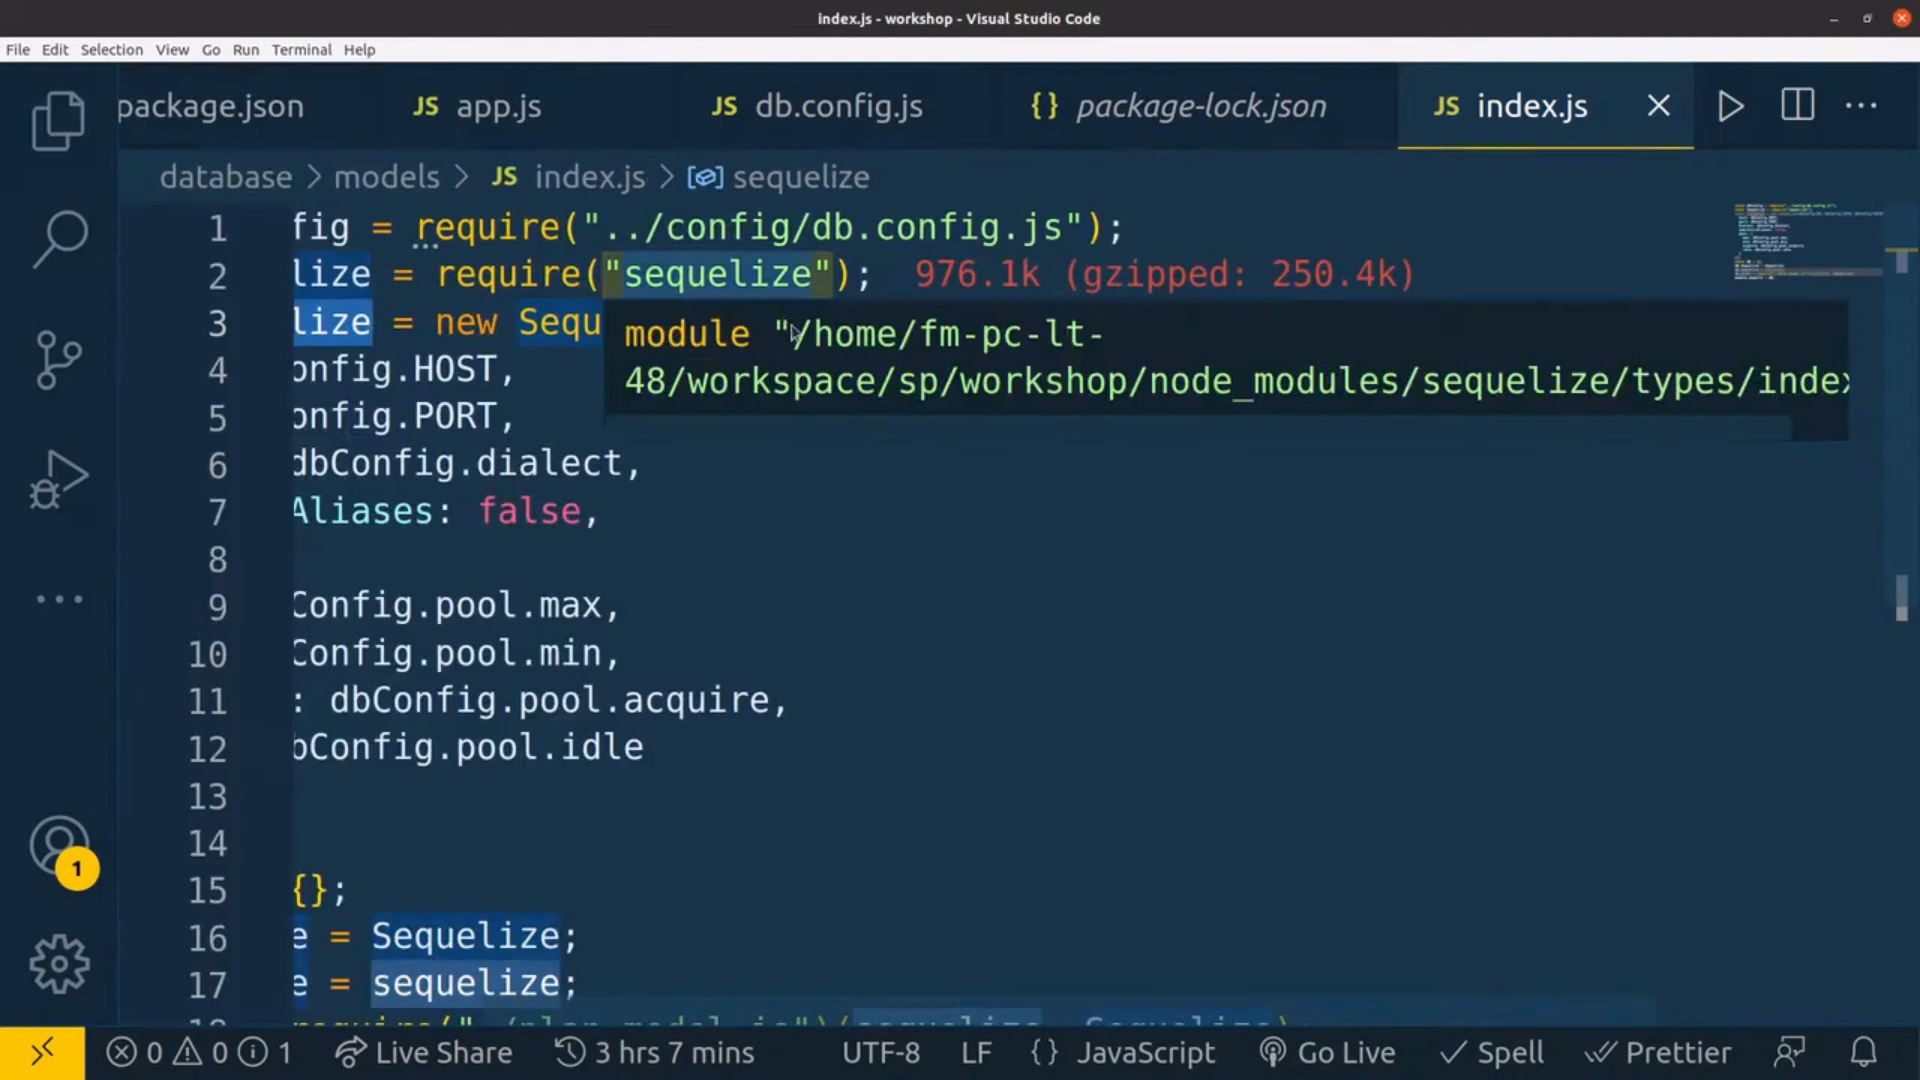 index.js - workshop - Visual Studio Code
File Edit Selection View Go Run Terminal Help
package.json JS app.js JS db.config.js {} package-lock.json JS index.js
database > models > JS index.js > sequelize
1 fig = require("../config/db.config.js");
2 lize = require("sequelize"); 976.1k (gzipped: 250.4k)
3 lize = new Sequ
module "/home/fm-pc-lt-
48/workspace/sp/workshop/node_modules/sequelize/types/index
4 onfig.HOST,
5 onfig.PORT,
6 dbConfig.dialect,
7 Aliases: false,
8
9 Config.pool.max,
10 Config.pool.min,
11 : dbConfig.pool.acquire,
12 bConfig.pool.idle
13
14
15 {};
16 e = Sequelize;
17 e = sequelize;
1
0 0 1 Live Share 3 hrs 7 mins UTF-8 LF {} JavaScript Go Live Spell Prettier